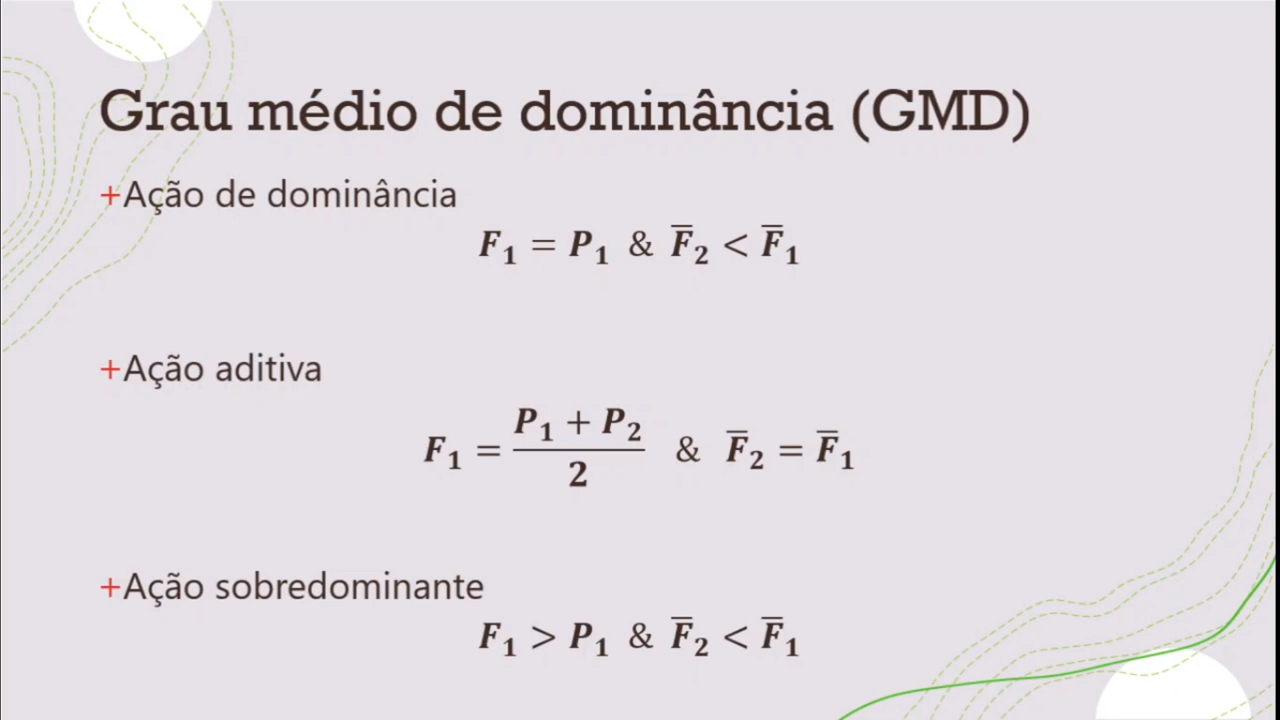 Grau médio de dominância (GMD)
+Ação de dominância
F₁ = P₁ & F̅₂ < F̅₁
+Ação aditiva
F₁ = (P₁ + P₂)/2 & F̅₂ = F̅₁
+Ação sobredominante
F₁ > P₁ & F̅₂ < F̅₁